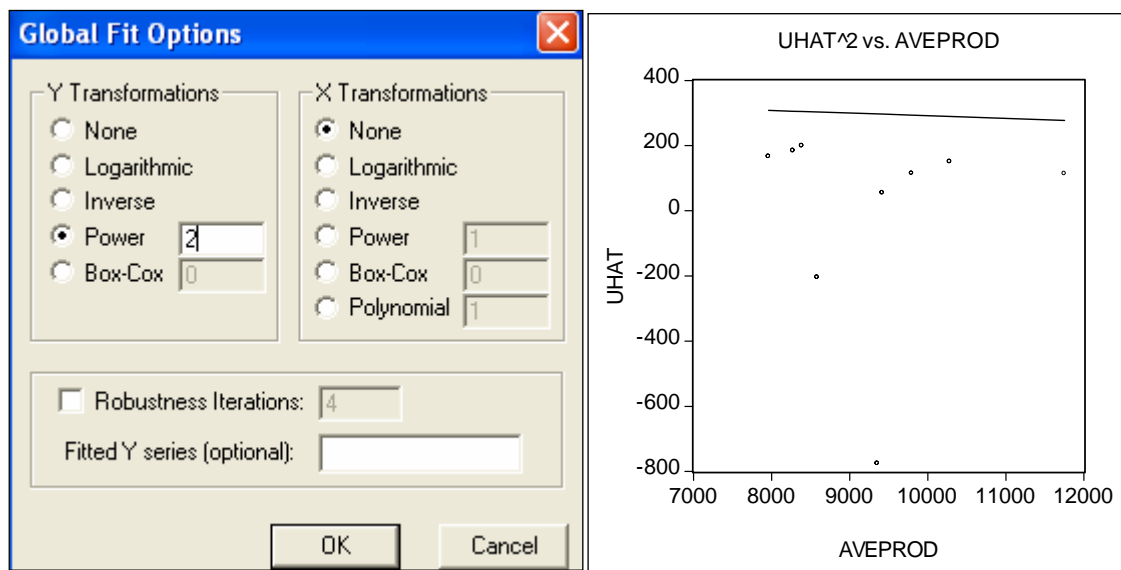 Global Fit Options
Y Transformations
None
Logarithmic
Inverse
Power 2
Box-Cox 0
X Transformations
None
Logarithmic
Inverse
Power 1
Box-Cox 0
Polynomial 1
Robustness Iterations: 4
Fitted Y series (optional):
OK Cancel
UHAT^2 vs. AVEPROD
400
200
0
-200
-400
-600
-800
UHAT
7000 8000 9000 10000 11000 12000
AVEPROD